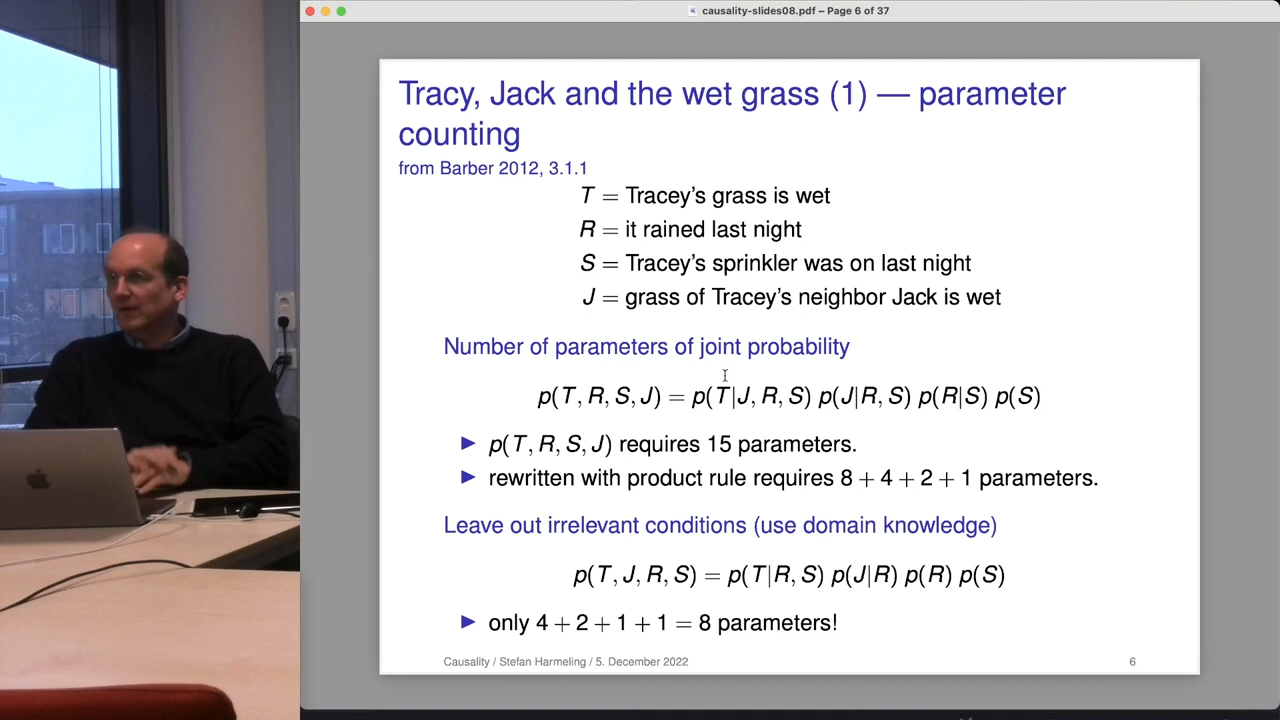 causality-slides08.pdf – Page 6 of 37
Tracy, Jack and the wet grass (1) — parameter
counting
from Barber 2012, 3.1.1
T = Tracey's grass is wet
R = it rained last night
S = Tracey's sprinkler was on last night
J = grass of Tracey's neighbor Jack is wet
Number of parameters of joint probability
p(T, R, S, J) = p(T|J, R, S) p(J|R, S) p(R|S) p(S)
► p(T, R, S, J) requires 15 parameters.
► rewritten with product rule requires 8 + 4 + 2 + 1 parameters.
Leave out irrelevant conditions (use domain knowledge)
p(T, J, R, S) = p(T|R, S) p(J|R) p(R) p(S)
► only 4 + 2 + 1 + 1 = 8 parameters!
Causality / Stefan Harmeling / 5. December 2022
6